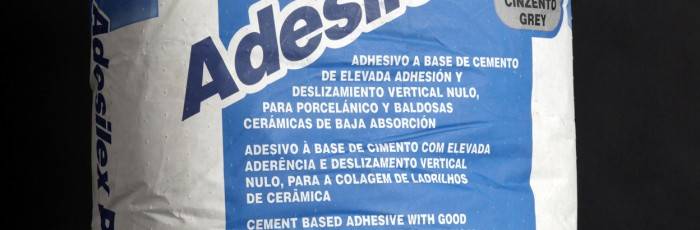 CINZENTO
GREY
Adesilex
ADHESIVO A BASE DE CEMENTO
DE ELEVADA ADHESIÓN Y
DESLIZAMIENTO VERTICAL NULO,
PARA PORCELÁNICO Y BALDOSAS
CERÁMICAS DE BAJA ABSORCIÓN
ADESIVO À BASE DE CIMENTO COM ELEVADA
ADERÊNCIA E DESLIZAMENTO VERTICAL
NULO, PARA A COLAGEM DE LADRILHOS
DE CERÂMICA
CEMENT BASED ADHESIVE WITH GOOD
Adesilex P